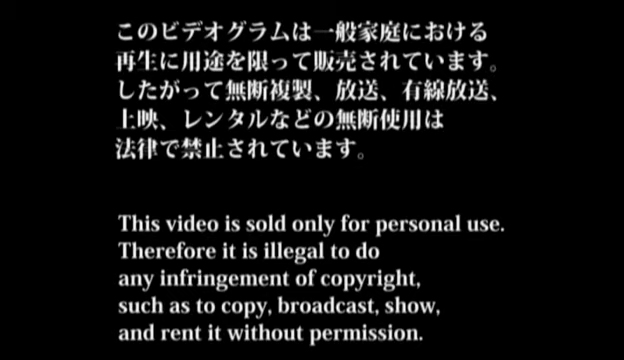 このビデオグラムは一般家庭における
再生に用途を限って販売されています。
したがって無断複製、放送、有線放送、
上映、レンタルなどの無断使用は
法律で禁止されています。
This video is sold only for personal use.
Therefore it is illegal to do
any infringement of copyright,
such as to copy, broadcast, show,
and rent it without permission.